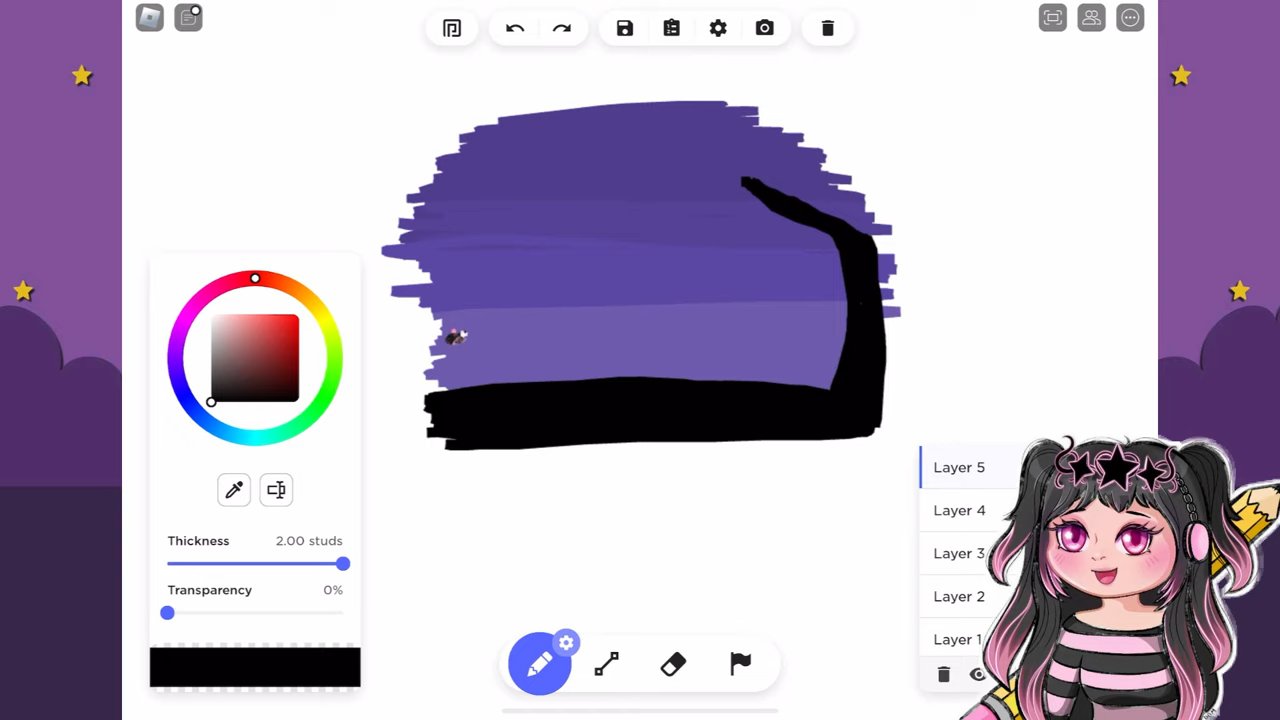 Thickness 2.00 studs
Transparency 0%
Layer 5
Layer 4
Layer 3
Layer 2
Layer 1